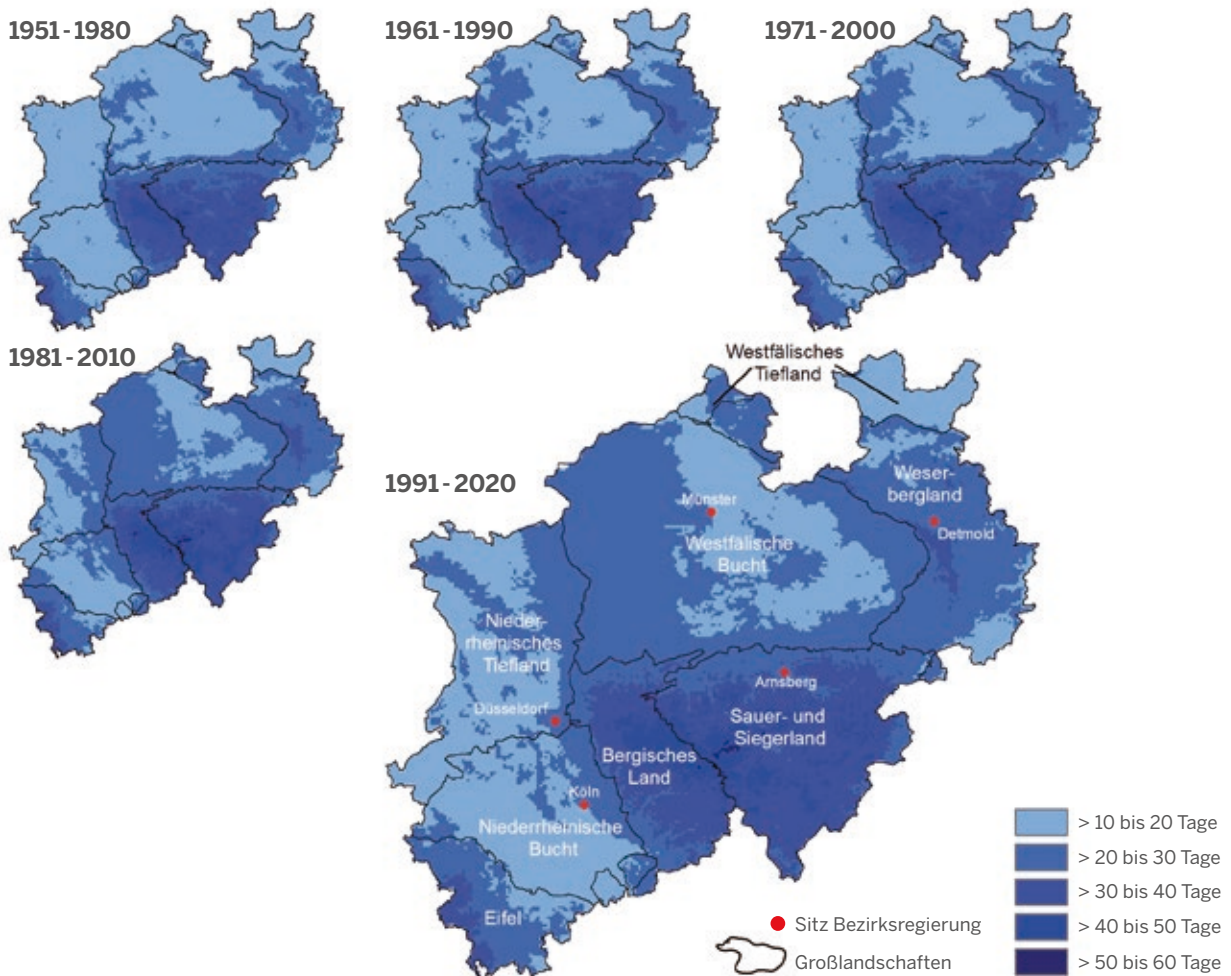 1951-1980
1961-1990
1971-2000
1981-2010
1991-2020
Westfälisches
Tiefland
Weser-
bergland
Detmold
Münster
Westfälische
Bucht
Nieder-
rheinisches
Tiefland
Düsseldorf
Arnsberg
Sauer- und
Siegerland
Bergisches
Land
Köln
Niederrheinische
Bucht
Eifel
Sitz Bezirksregierung
Großlandschaften
> 10 bis 20 Tage
> 20 bis 30 Tage
> 30 bis 40 Tage
> 40 bis 50 Tage
> 50 bis 60 Tage